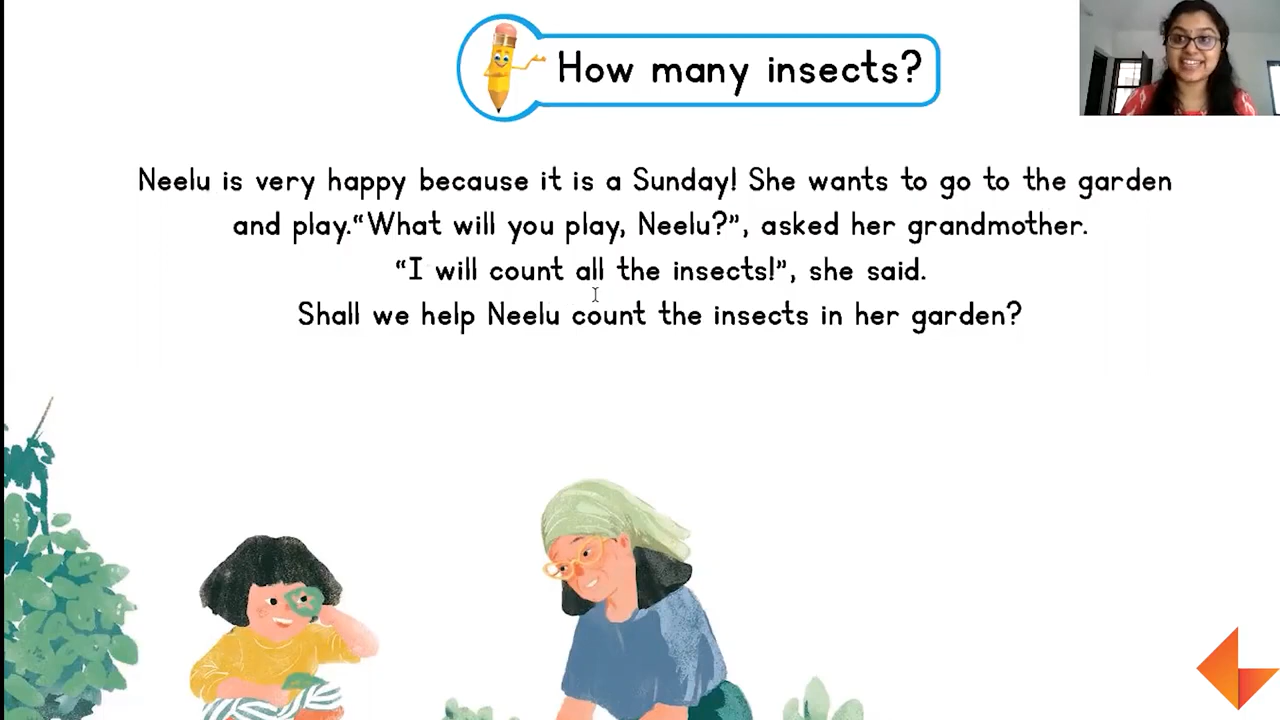 How many insects?
Neelu is very happy because it is a Sunday! She wants to go to the garden
and play.“What will you play, Neelu?”, asked her grandmother.
“I will count all the insects!”, she said.
Shall we help Neelu count the insects in her garden?